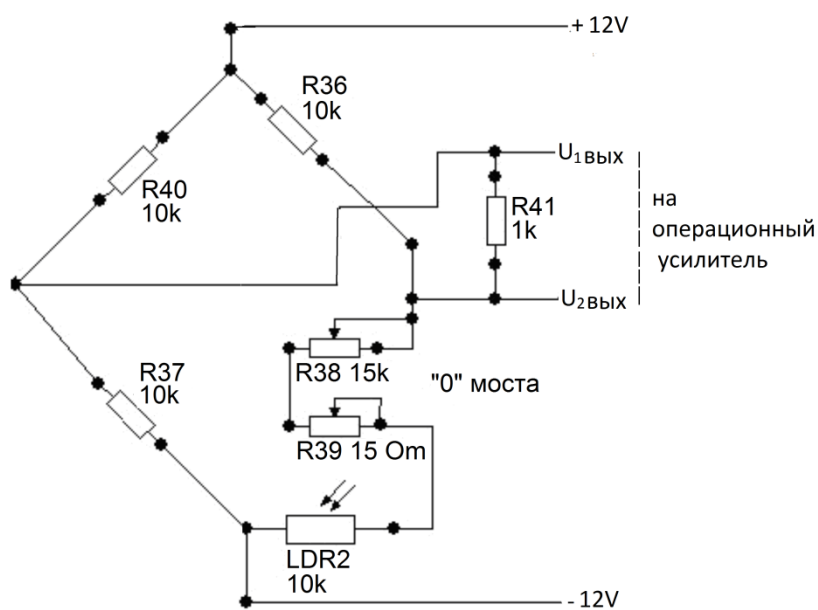 + 12V
R36
10k
R40
10k
U1вых
R41
1k
на
операционный
усилитель
U2вых
R38 15k
"0" моста
R37
10k
R39 15 Om
LDR2
10k
- 12V